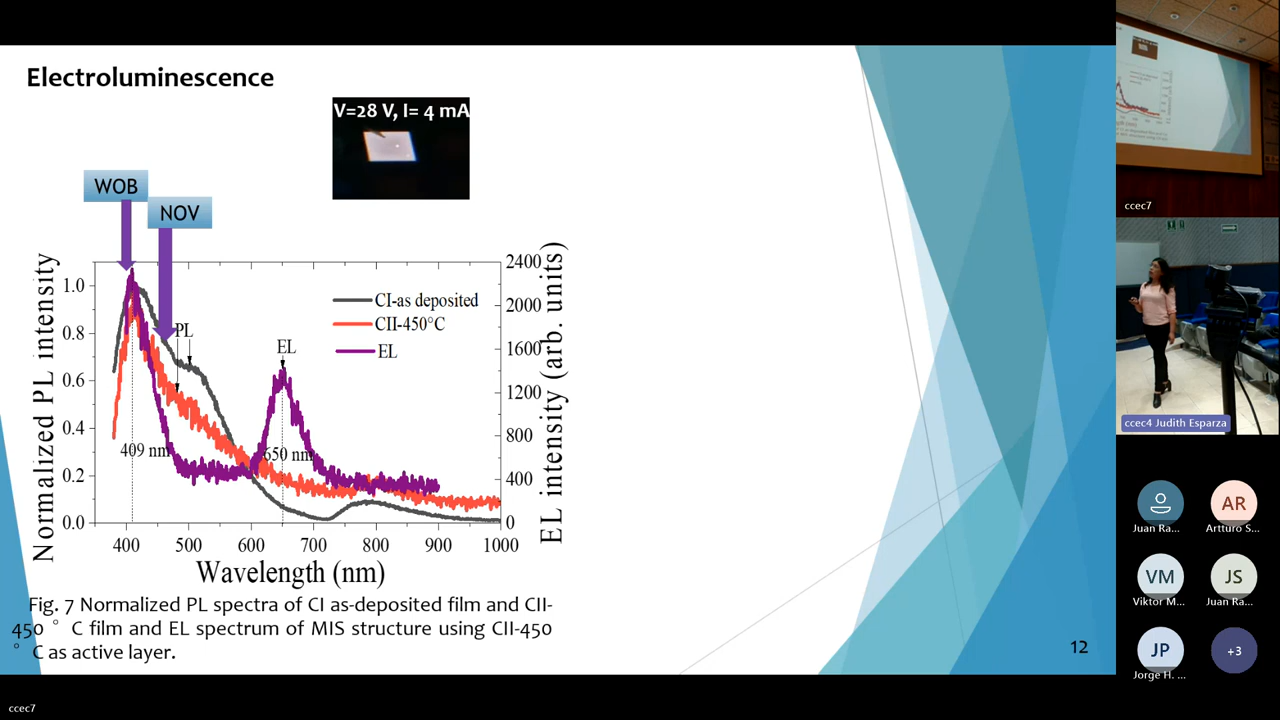 Electroluminescence
V=28 V, I= 4 mA
WOB
NOV
Normalized PL intensity
1.0
0.8
0.6
0.4
0.2
0.0
CI-as deposited
CII-450°C
EL
PL
EL
409 nm
650 nm
2400
2000
1600
1200
800
400
0
EL intensity (arb. units)
400 500 600 700 800 900 1000
Wavelength (nm)
Fig. 7 Normalized PL spectra of CI as-deposited film and CII-
450 ° C film and EL spectrum of MIS structure using CII-450
° C as active layer.
12
ccec7
ccec4 Judith Esparza
AR
Juan Ra...
Artturo S...
VM
JS
Viktor M...
Juan Ra...
JP
+3
Jorge H. ...
ccec7